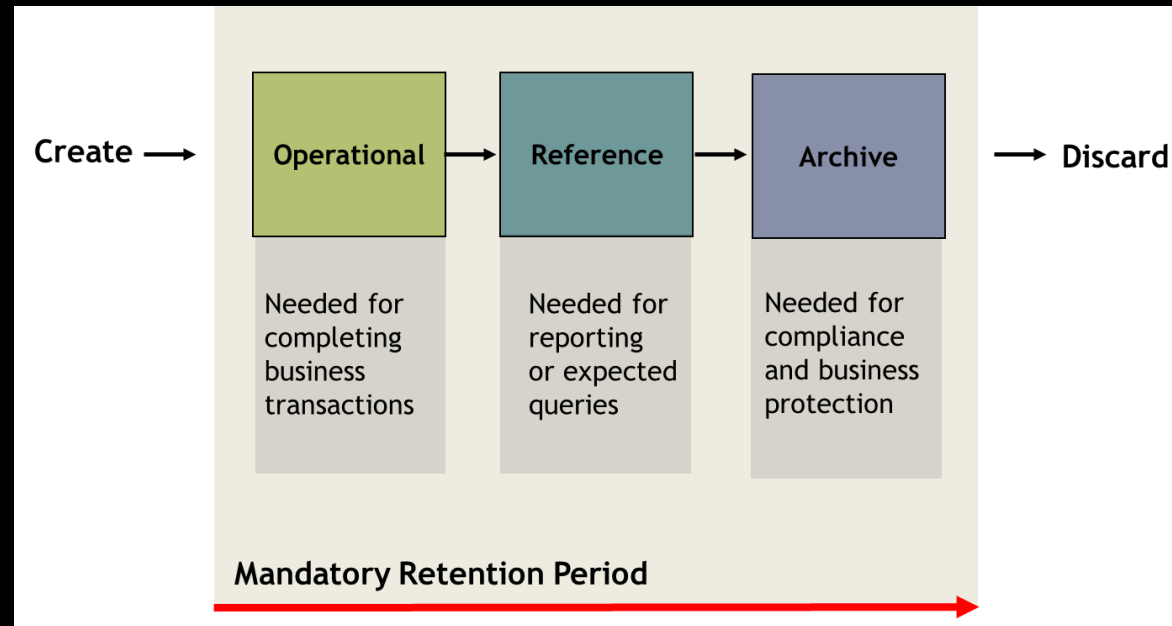 Create
Operational
Reference
Archive
Discard
Needed for
completing
business
transactions
Needed for
reporting
or expected
queries
Needed for
compliance
and business
protection
Mandatory Retention Period